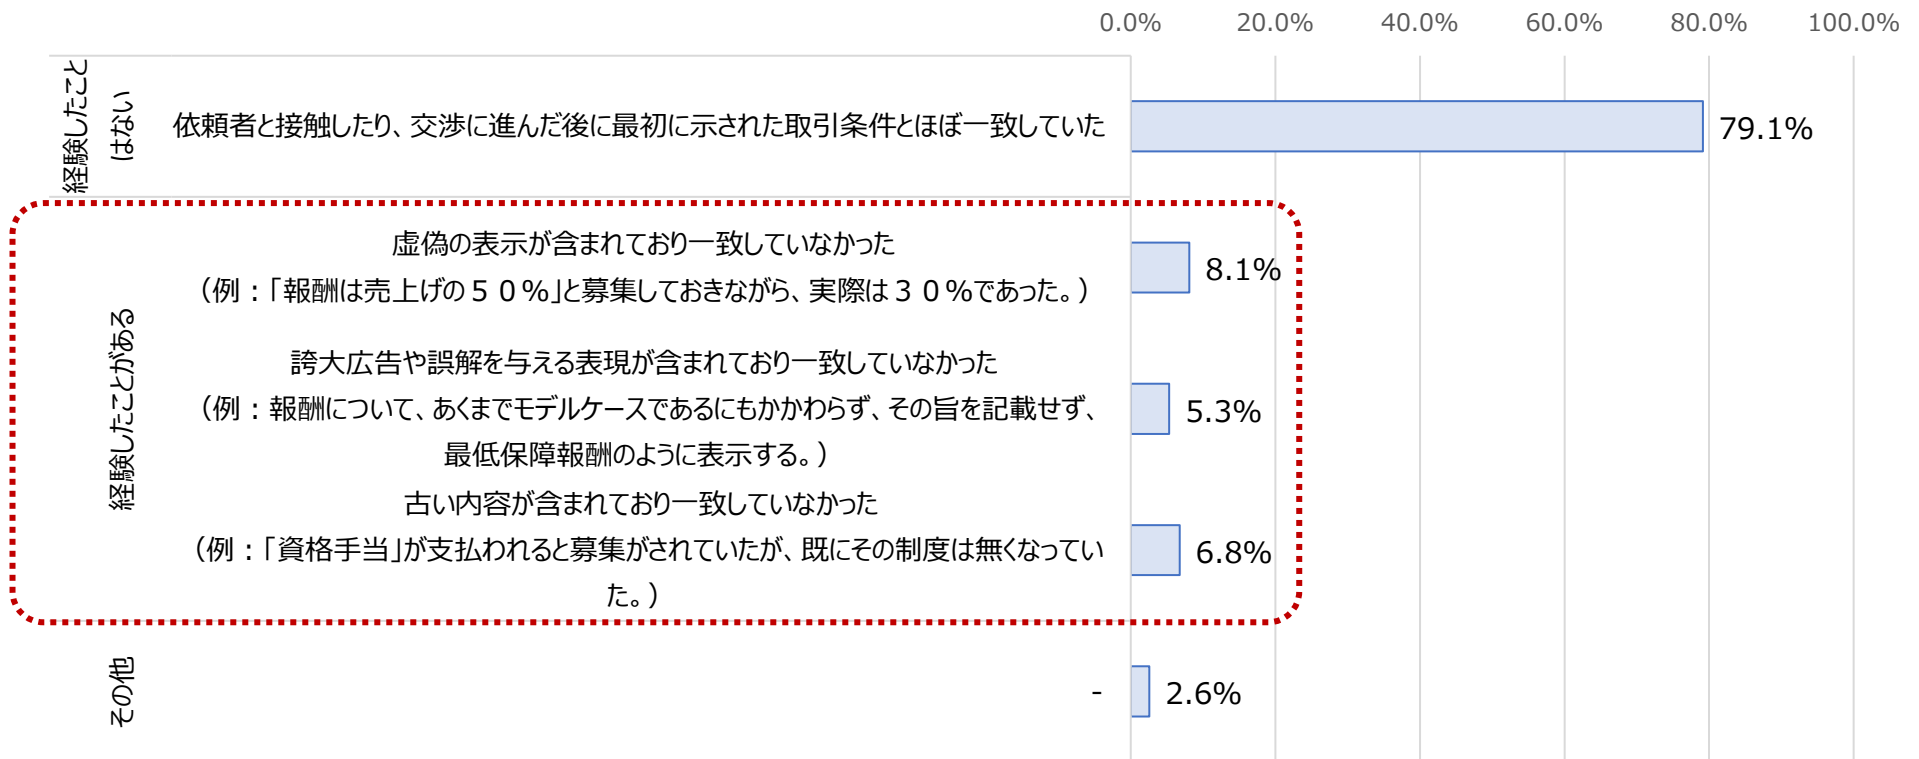 0.0% 20.0% 40.0% 60.0% 80.0% 100.0%
経験したこと
はない
依頼者と接触したり、交渉に進んだ後に最初に示された取引条件とほぼ一致していた
79.1%
経験したことがある
虚偽の表示が含まれており一致していなかった
（例：「報酬は売上げの５０％」と募集しておきながら、実際は３０％であった。）
8.1%
誇大広告や誤解を与える表現が含まれており一致していなかった
（例：報酬について、あくまでモデルケースであるにもかかわらず、その旨を記載せず、
最低保障報酬のように表示する。）
5.3%
古い内容が含まれており一致していなかった
（例：「資格手当」が支払われると募集がされていたが、既にその制度は無くなってい
た。）
6.8%
その他
-
2.6%